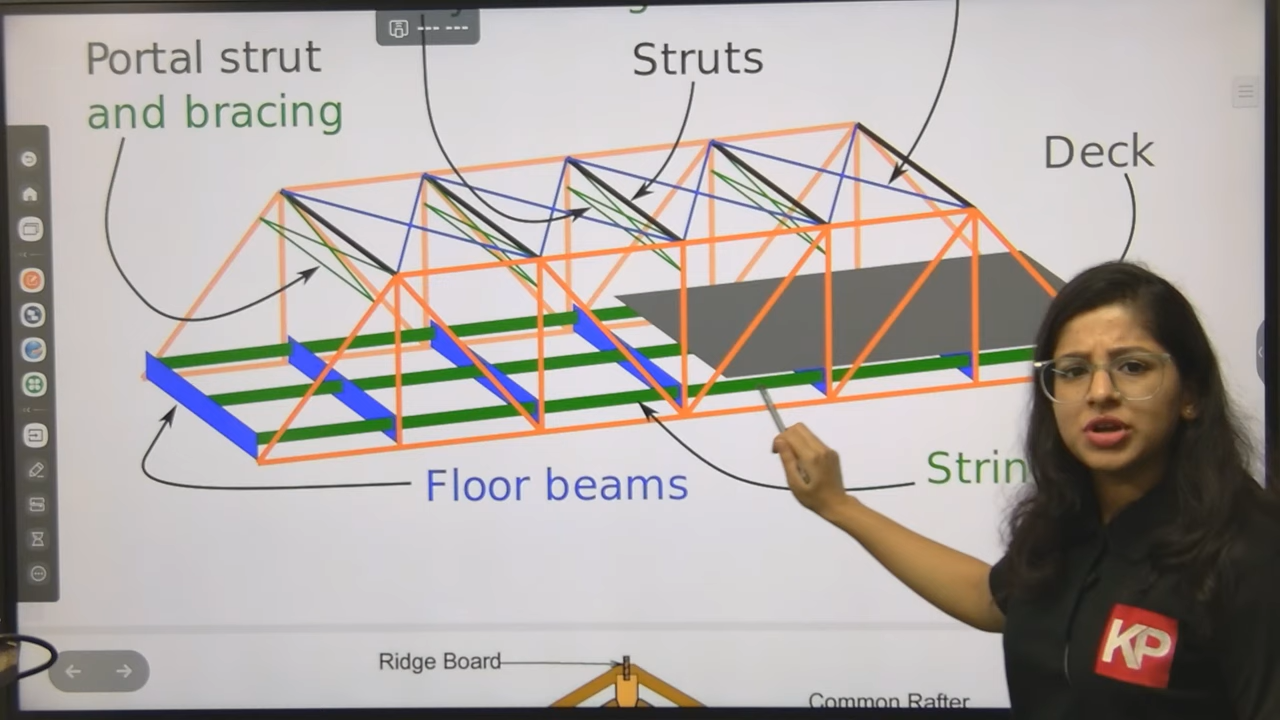 Portal strut
and bracing
Struts
Deck
Floor beams
Strin
KP
Ridge Board
Common Rafter